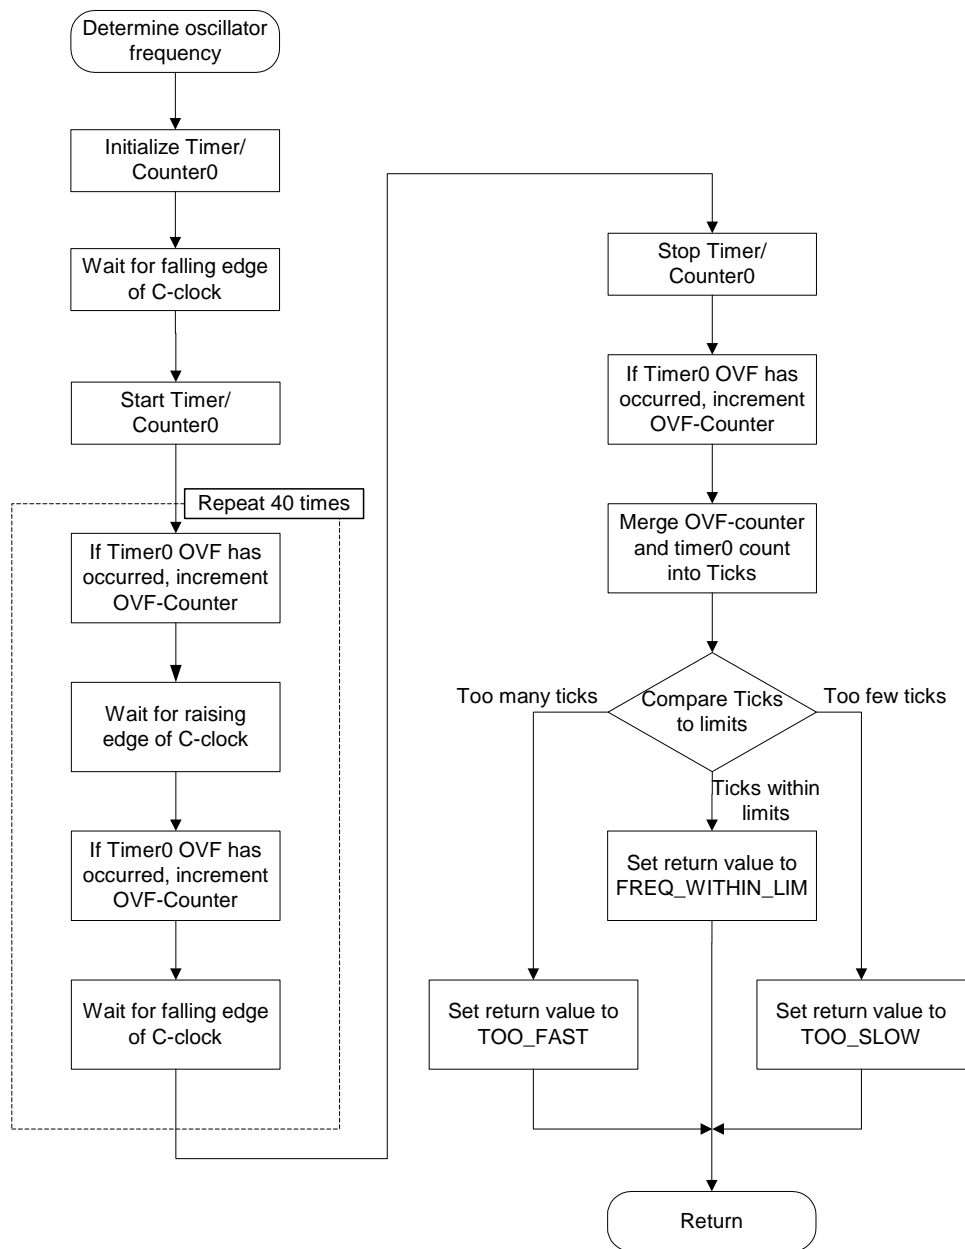 Determine oscillator
frequency
Initialize Timer/
Counter0
Wait for falling edge
of C-clock
Start Timer/
Counter0
Repeat 40 times
If Timer0 OVF has
occurred, increment
OVF-Counter
Wait for raising
edge of C-clock
If Timer0 OVF has
occurred, increment
OVF-Counter
Wait for falling edge
of C-clock
Stop Timer/
Counter0
If Timer0 OVF has
occurred, increment
OVF-Counter
Merge OVF-counter
and timer0 count
into Ticks
Compare Ticks
to limits
Too many ticks
Too few ticks
Ticks within
limits
Set return value to
FREQ_WITHIN_LIM
Set return value to
TOO_FAST
Set return value to
TOO_SLOW
Return